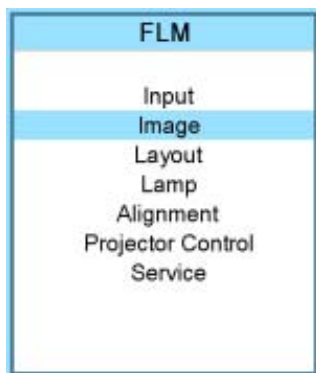 FLM
Input
Image
Layout
Lamp
Alignment
Projector Control
Service